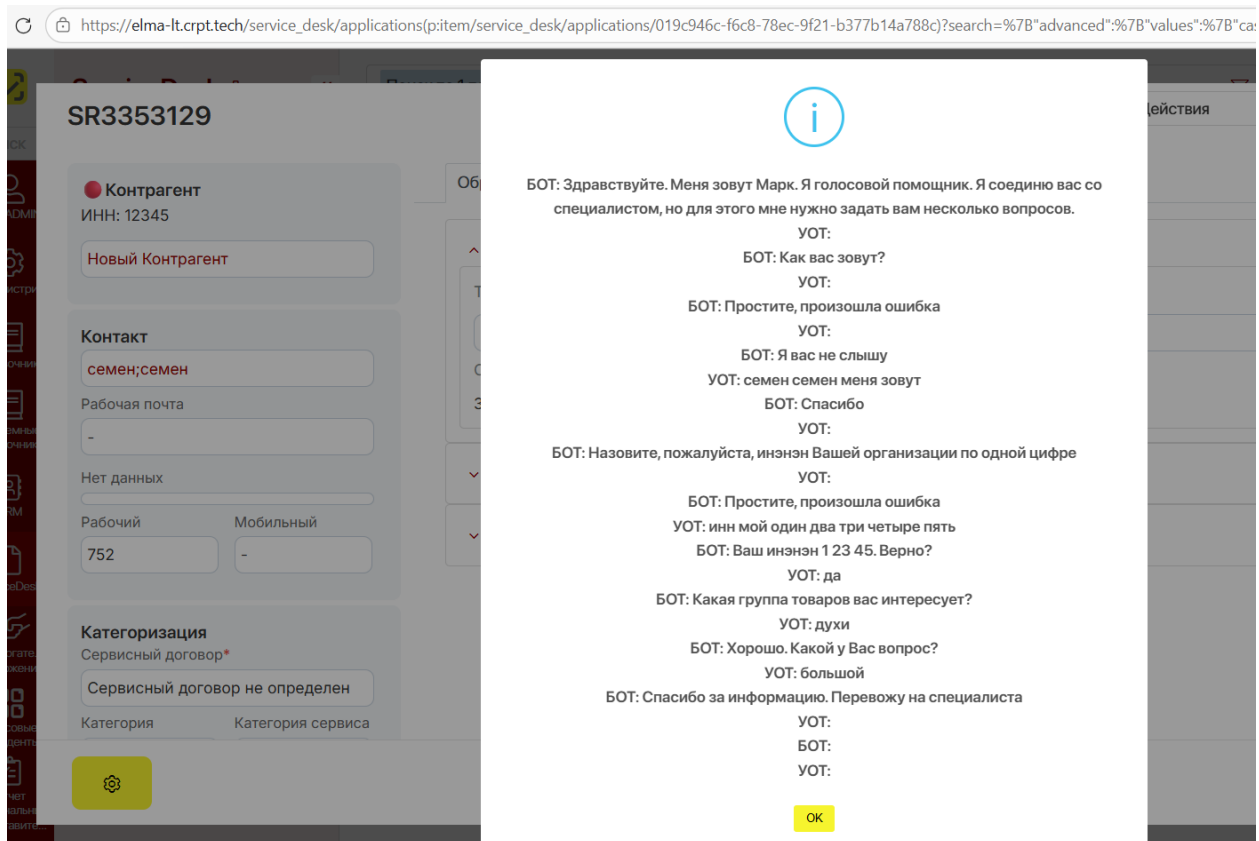 https://elma-lt.crpt.tech/service_desk/applications(p:item/service_desk/applications/019c946c-f6c8-78ec-9f21-b377b14a788c)?search=%7B"advanced":%7B"values":%7B"cas
SR3353129
Действия
Контрагент
ИНН: 12345
Новый Контрагент
Контакт
семен;семен
Рабочая почта
-
Нет данных
Рабочий Мобильный
752 -
Категоризация
Сервисный договор*
Сервисный договор не определен
Категория Категория сервиса
БОТ: Здравствуйте. Меня зовут Марк. Я голосовой помощник. Я соединю вас со
специалистом, но для этого мне нужно задать вам несколько вопросов.
УОТ:
БОТ: Как вас зовут?
УОТ:
БОТ: Простите, произошла ошибка
УОТ:
БОТ: Я вас не слышу
УОТ: семен семен меня зовут
БОТ: Спасибо
УОТ:
БОТ: Назовите, пожалуйста, инэнэн Вашей организации по одной цифре
УОТ:
БОТ: Простите, произошла ошибка
УОТ: инн мой один два три четыре пять
БОТ: Ваш инэнэн 1 23 45. Верно?
УОТ: да
БОТ: Какая группа товаров вас интересует?
УОТ: духи
БОТ: Хорошо. Какой у Вас вопрос?
УОТ: большой
БОТ: Спасибо за информацию. Перевожу на специалиста
УОТ:
БОТ:
УОТ:
OK